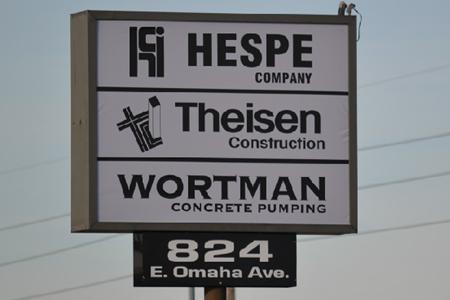 HESPE
COMPANY
Theisen
Construction
WORTMAN
CONCRETE PUMPING
824
E. Omaha Ave.